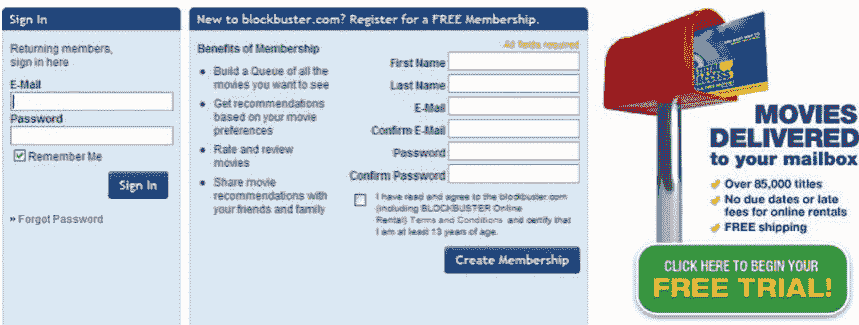 Sign In
Returning members,
sign in here
E-Mail
Password
Remember Me
Sign In
» Forgot Password
New to blockbuster.com? Register for a FREE Membership.
Benefits of Membership
• Build a Queue of all the
movies you want to see
• Get recommendations
based on your movie
preferences
• Rate and review
movies
• Share movie
recommendations with
your friends and family
All fields required
First Name
Last Name
E-Mail
Confirm E-Mail
Password
Confirm Password
I have read and agree to the blockbuster.com
(including BLOCKBUSTER Online
Rental) Terms and Conditions and certify that
I am at least 13 years of age.
Create Membership
MOVIES
DELIVERED
to your mailbox
Over 85,000 titles
No due dates or late
fees for online rentals
FREE shipping
CLICK HERE TO BEGIN YOUR
FREE TRIAL!